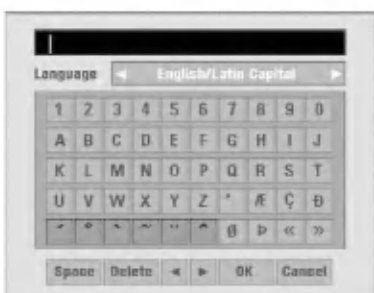 Language ◄ English/Latin Capital ►
1 2 3 4 5 6 7 8 9 0
A B C D E F G H I J
K L M N O P Q R S T
U V W X Y Z Æ Ç Ð
Ø Þ « »
Space Delete ◄ ► OK Cancel